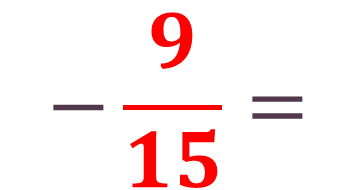 − 9/15 =